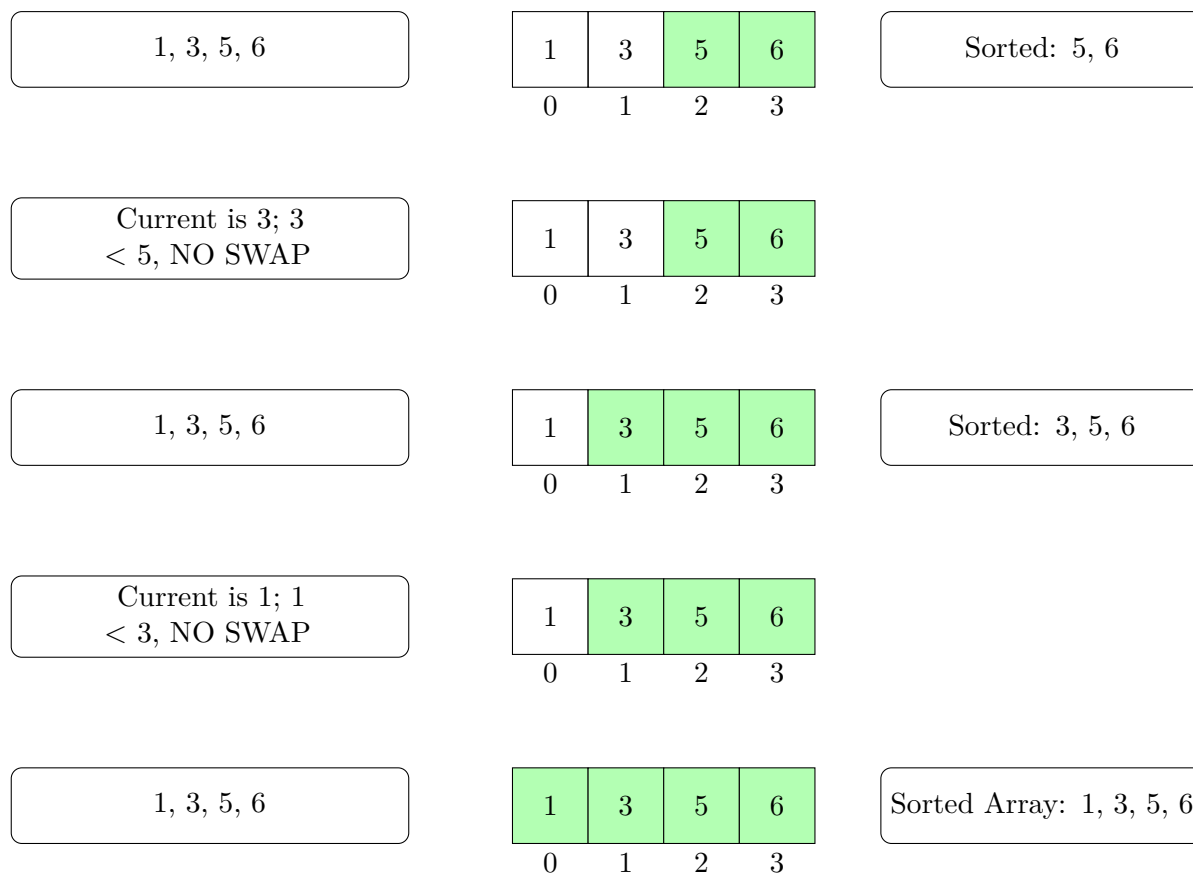 1, 3, 5, 6
1 3 5 6
Sorted: 5, 6
0 1 2 3
Current is 3; 3
< 5, NO SWAP
1 3 5 6
0 1 2 3
1, 3, 5, 6
1 3 5 6
Sorted: 3, 5, 6
0 1 2 3
Current is 1; 1
< 3, NO SWAP
1 3 5 6
0 1 2 3
1, 3, 5, 6
1 3 5 6
Sorted Array: 1, 3, 5, 6
0 1 2 3